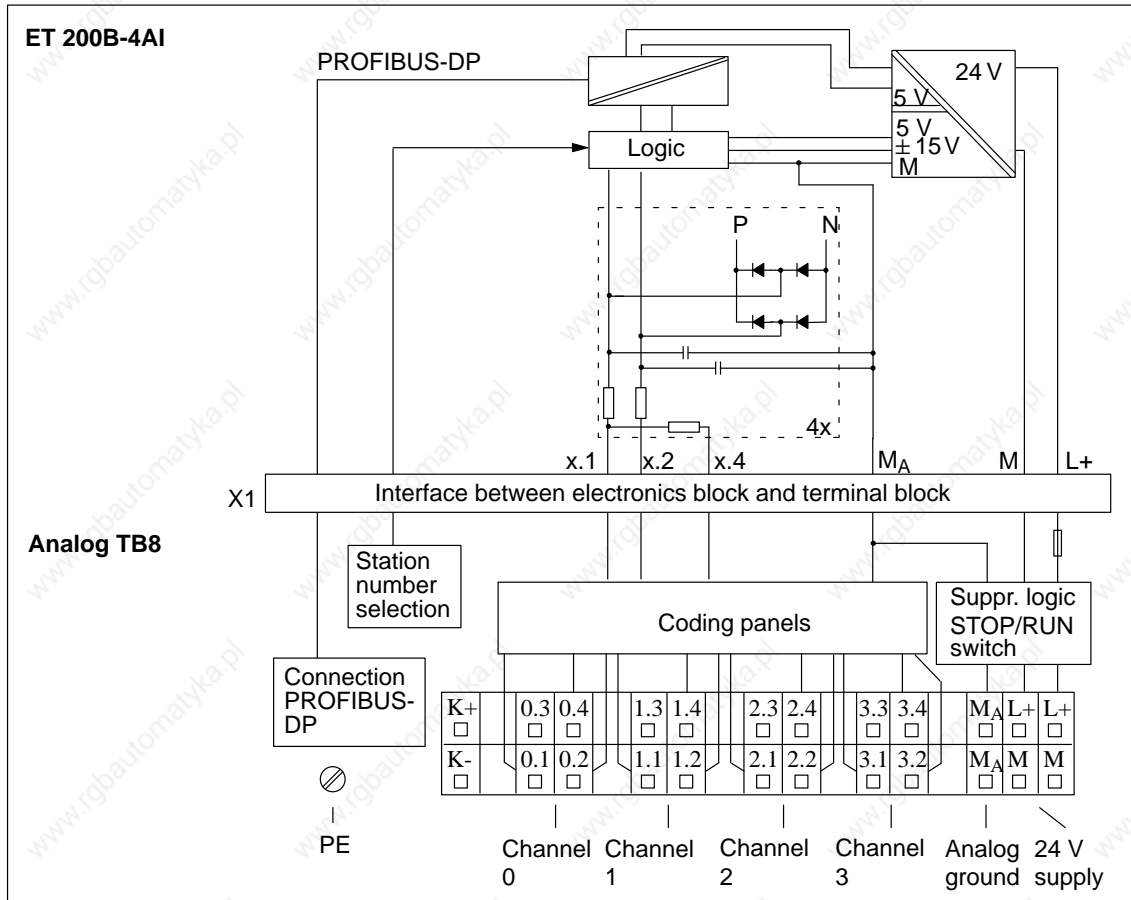 ET 200B-4AI
PROFIBUS-DP
24 V
5 V
5 V
± 15 V
M
Logic
P N
4x
x.1 x.2 x.4 MA M L+
X1 Interface between electronics block and terminal block
Analog TB8
Station
number
selection
Coding panels
Suppr. logic
STOP/RUN
switch
Connection
PROFIBUS-
DP
K+ 0.3 0.4 1.3 1.4 2.3 2.4 3.3 3.4 MA L+ L+
K- 0.1 0.2 1.1 1.2 2.1 2.2 3.1 3.2 MA M M
PE
Channel
0
Channel
1
Channel
2
Channel
3
Analog
ground
24 V
supply
www.rgbautomatyka.pl